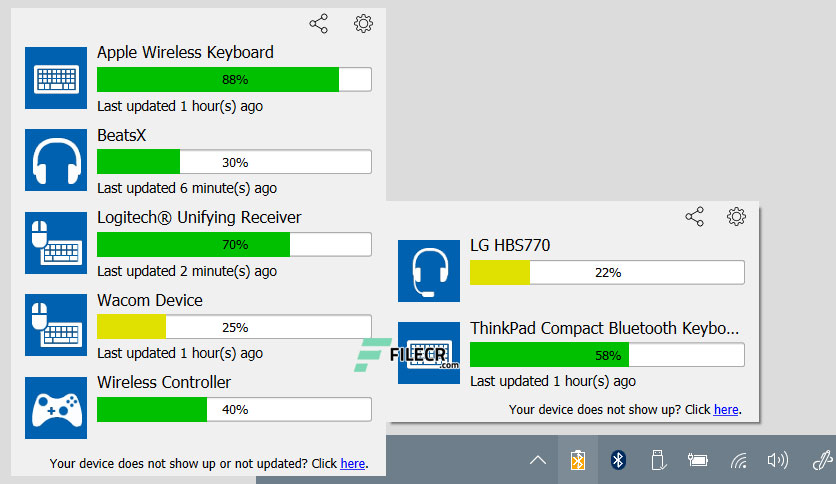 Apple Wireless Keyboard
88%
Last updated 1 hour(s) ago
BeatsX
30%
Last updated 6 minute(s) ago
Logitech® Unifying Receiver
70%
Last updated 2 minute(s) ago
Wacom Device
25%
Last updated 1 hour(s) ago
Wireless Controller
40%
Your device does not show up or not updated? Click here.
LG HBS770
22%
ThinkPad Compact Bluetooth Keybo...
58%
Last updated 1 hour(s) ago
Your device does not show up? Click here.
FILECR
.com